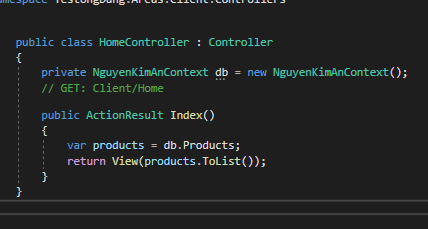 public class HomeController : Controller
{
private NguyenKimAnContext db = new NguyenKimAnContext();
// GET: Client/Home
public ActionResult Index()
{
var products = db.Products;
return View(products.ToList());
}
}